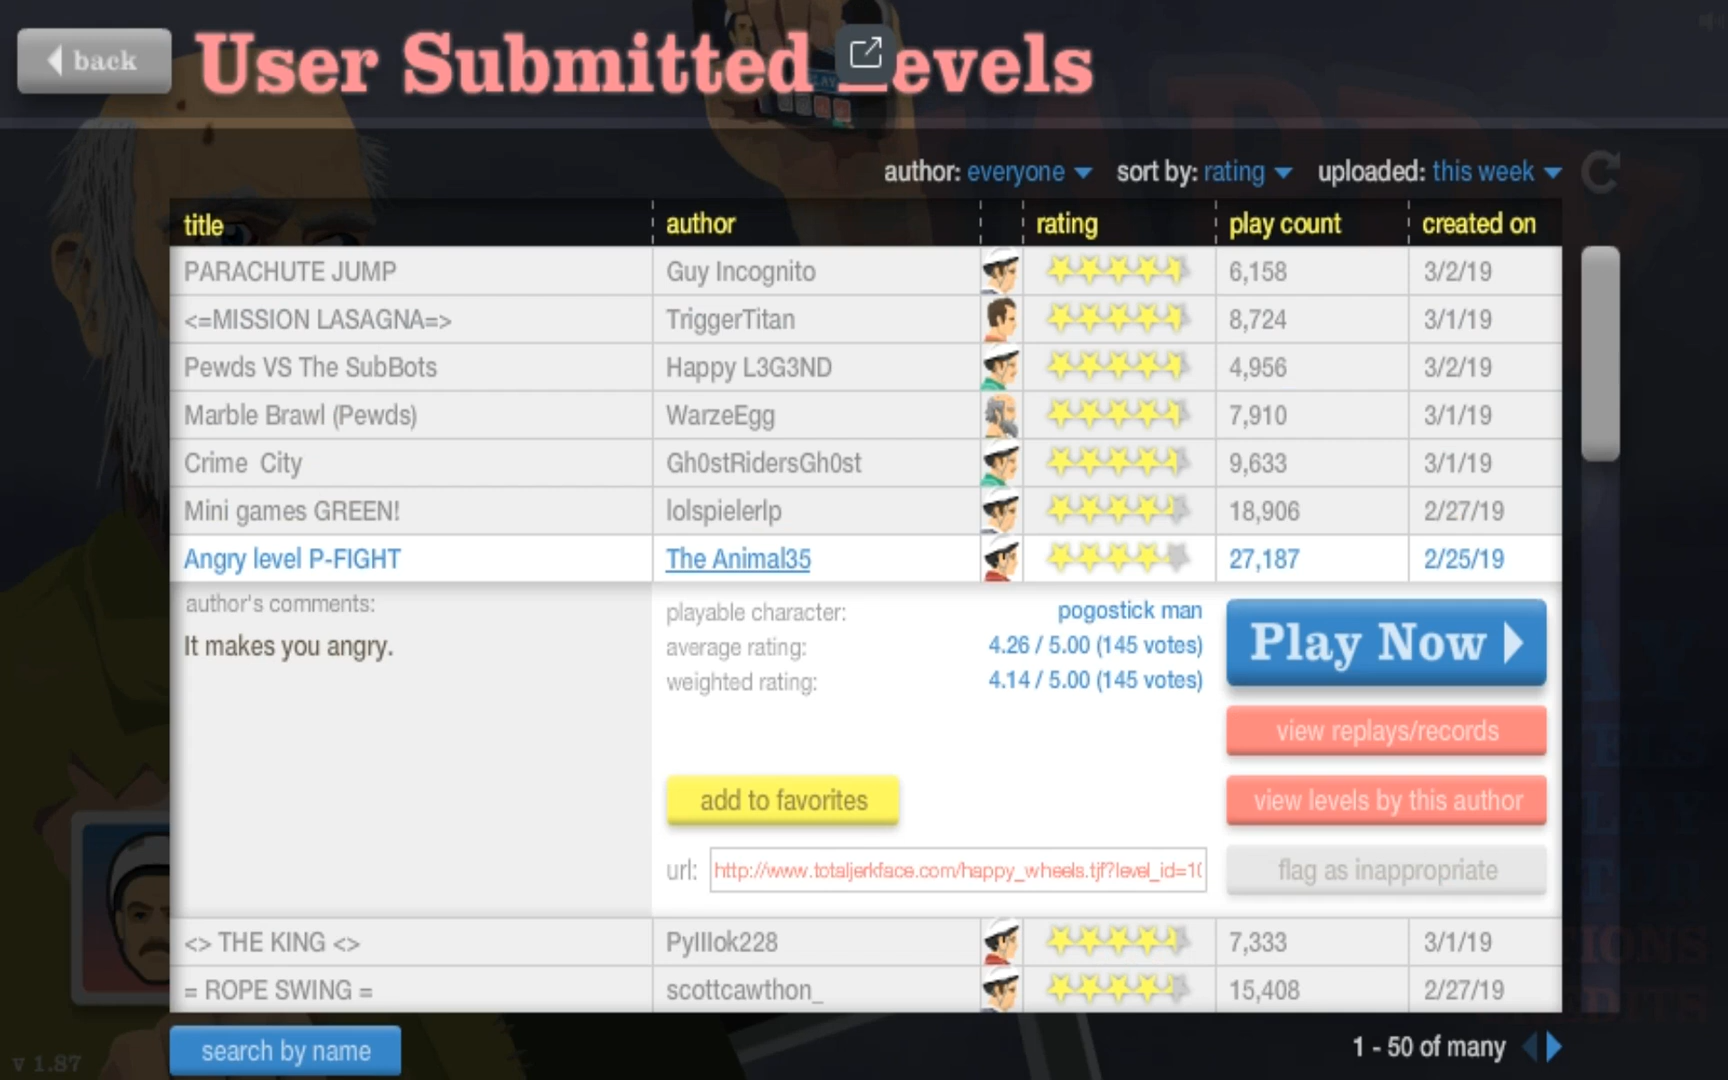 back
User Submitted Levels
author: everyone sort by: rating uploaded: this week
title author rating play count created on
PARACHUTE JUMP Guy Incognito 6,158 3/2/19
<=MISSION LASAGNA=> TriggerTitan 8,724 3/1/19
Pewds VS The SubBots Happy L3G3ND 4,956 3/2/19
Marble Brawl (Pewds) WarzeEgg 7,910 3/1/19
Crime City Gh0stRidersGh0st 9,633 3/1/19
Mini games GREEN! lolspielerlp 18,906 2/27/19
Angry level P-FIGHT The Animal35 27,187 2/25/19
author's comments:
It makes you angry.
playable character: pogostick man
average rating: 4.26 / 5.00 (145 votes)
weighted rating: 4.14 / 5.00 (145 votes)
Play Now
view replays/records
add to favorites
view levels by this author
url: http://www.totaljerkface.com/happy_wheels.tjf?level_id=1(
flag as inappropriate
<> THE KING <> PyIIIok228 7,333 3/1/19
= ROPE SWING = scottcawthon_ 15,408 2/27/19
search by name
1 - 50 of many
v 1.87